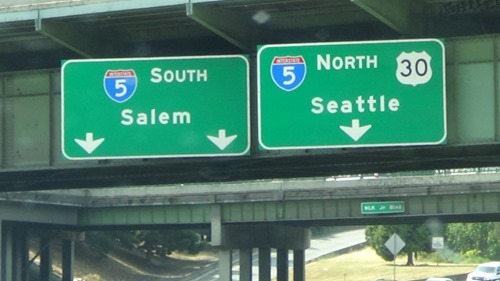 INTERSTATE 5 SOUTH
Salem
INTERSTATE 5 NORTH 30
Seattle
MLK Jr Blvd